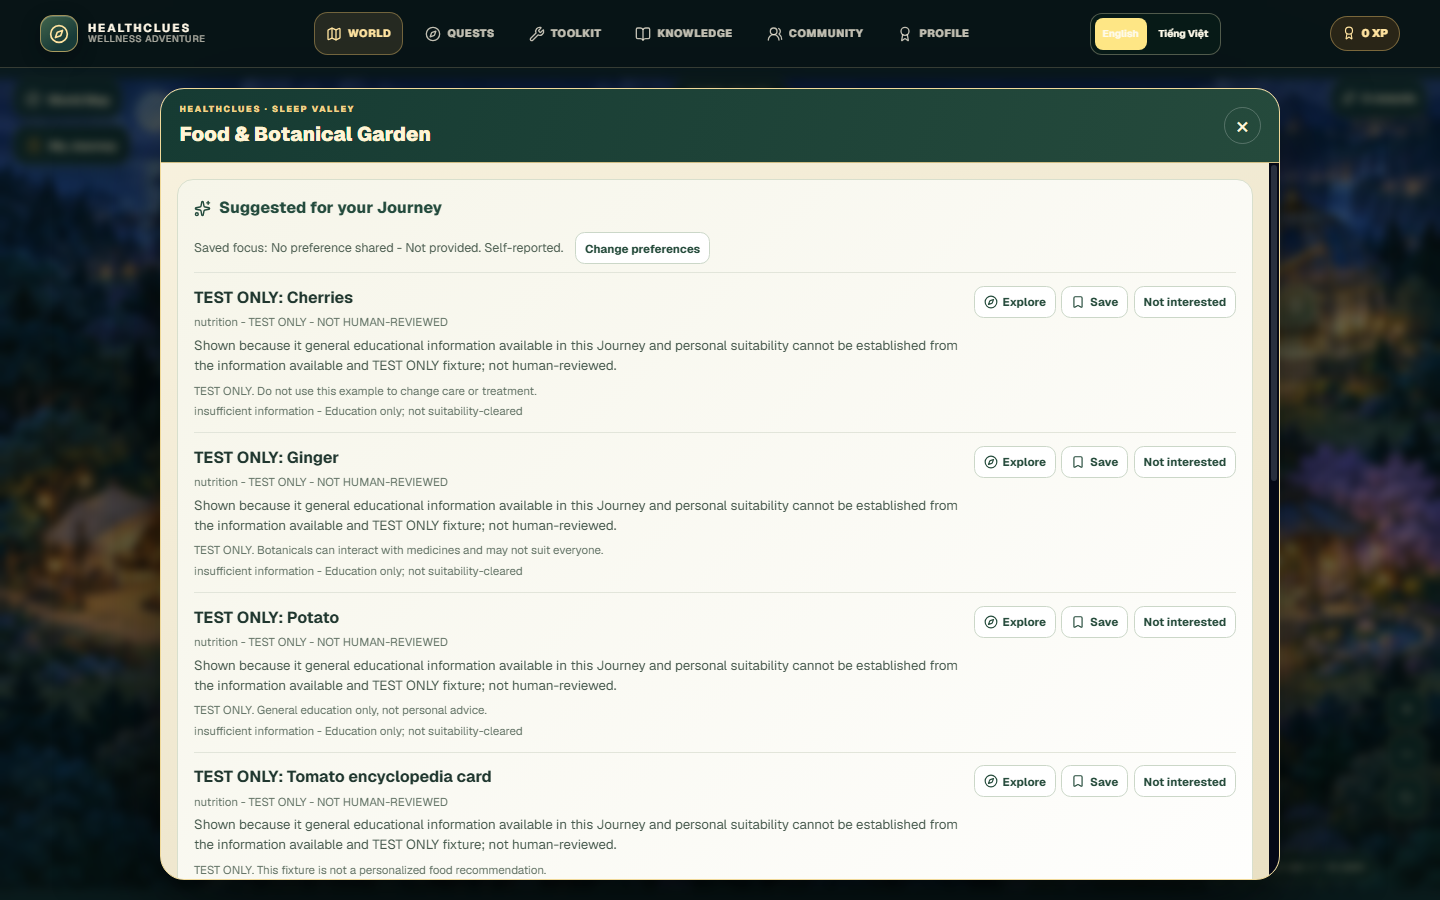 HEALTHCLUES
WELLNESS ADVENTURE
WORLD
QUESTS
TOOLKIT
KNOWLEDGE
COMMUNITY
PROFILE
English
Tiếng Việt
0 XP
HEALTHCLUES · SLEEP VALLEY
Food & Botanical Garden
Suggested for your Journey
Saved focus: No preference shared - Not provided. Self-reported.
Change preferences
TEST ONLY: Cherries
Explore
Save
Not interested
nutrition - TEST ONLY - NOT HUMAN-REVIEWED
Shown because it general educational information available in this Journey and personal suitability cannot be established from
the information available and TEST ONLY fixture; not human-reviewed.
TEST ONLY. Do not use this example to change care or treatment.
insufficient information - Education only; not suitability-cleared
TEST ONLY: Ginger
Explore
Save
Not interested
nutrition - TEST ONLY - NOT HUMAN-REVIEWED
Shown because it general educational information available in this Journey and personal suitability cannot be established from
the information available and TEST ONLY fixture; not human-reviewed.
TEST ONLY. Botanicals can interact with medicines and may not suit everyone.
insufficient information - Education only; not suitability-cleared
TEST ONLY: Potato
Explore
Save
Not interested
nutrition - TEST ONLY - NOT HUMAN-REVIEWED
Shown because it general educational information available in this Journey and personal suitability cannot be established from
the information available and TEST ONLY fixture; not human-reviewed.
TEST ONLY. General education only, not personal advice.
insufficient information - Education only; not suitability-cleared
TEST ONLY: Tomato encyclopedia card
Explore
Save
Not interested
nutrition - TEST ONLY - NOT HUMAN-REVIEWED
Shown because it general educational information available in this Journey and personal suitability cannot be established from
the information available and TEST ONLY fixture; not human-reviewed.
TEST ONLY. This fixture is not a personalized food recommendation.